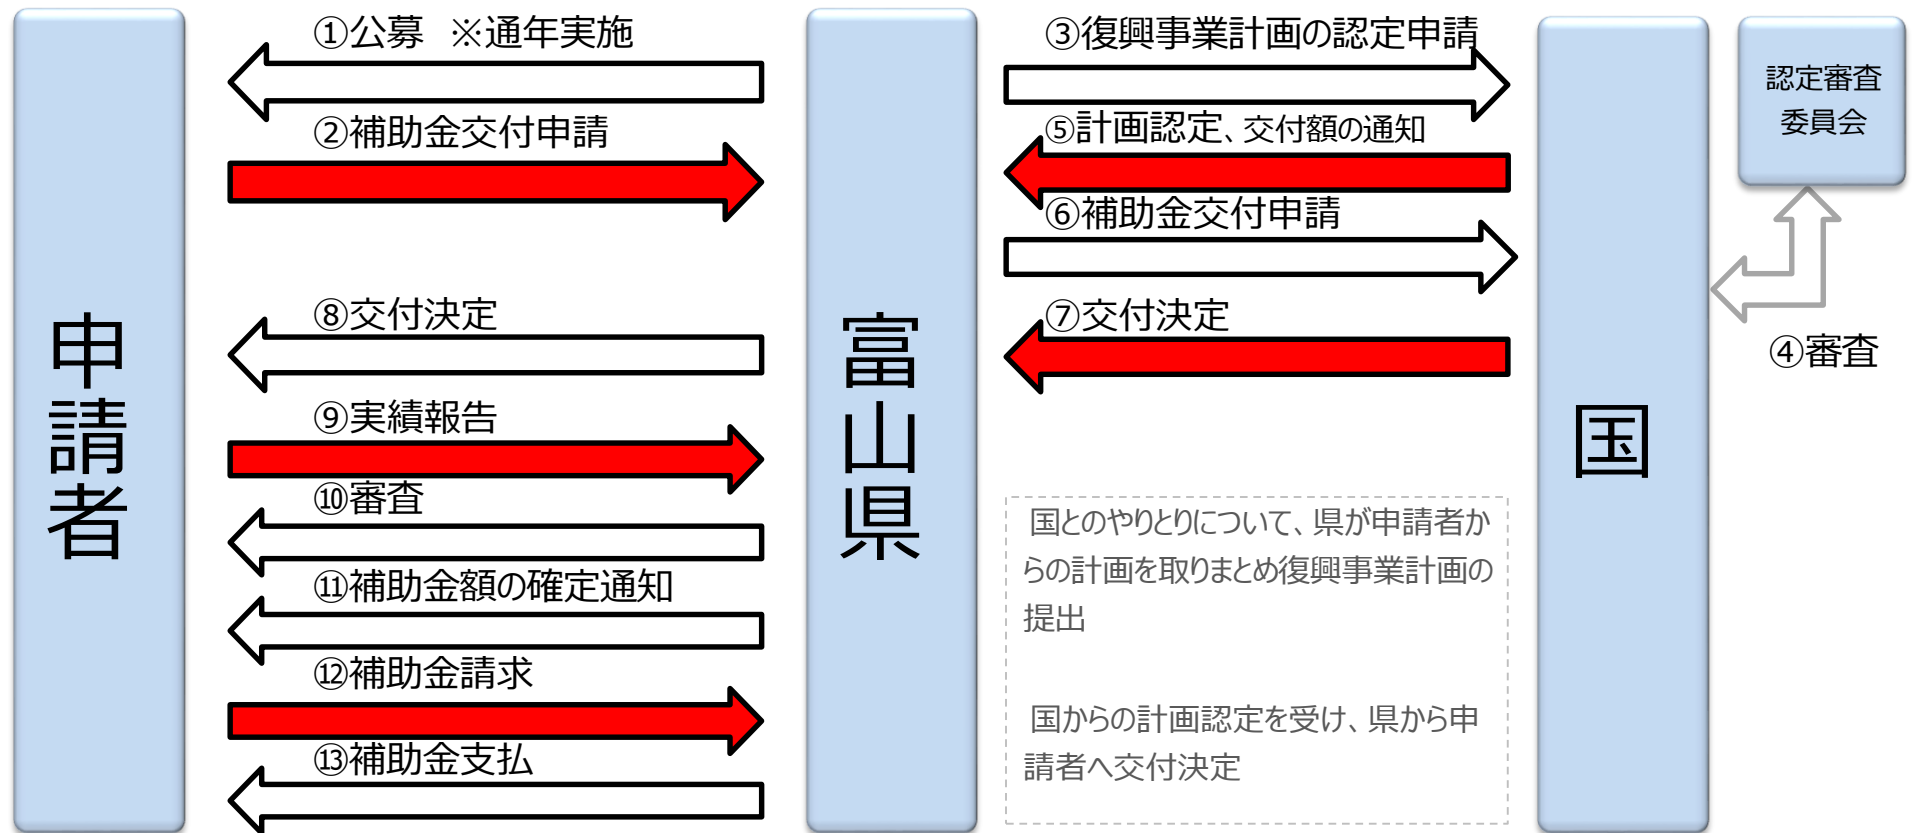 ①公募　※通年実施
③復興事業計画の認定申請
認定審査
委員会
②補助金交付申請
⑤計画認定、交付額の通知
⑥補助金交付申請
⑧交付決定
⑦交付決定
④審査
申請者
富山県
国
⑨実績報告
⑩審査
⑪補助金額の確定通知
⑫補助金請求
⑬補助金支払
国とのやりとりについて、県が申請者か
らの計画を取りまとめ復興事業計画の
提出
国からの計画認定を受け、県から申
請者へ交付決定